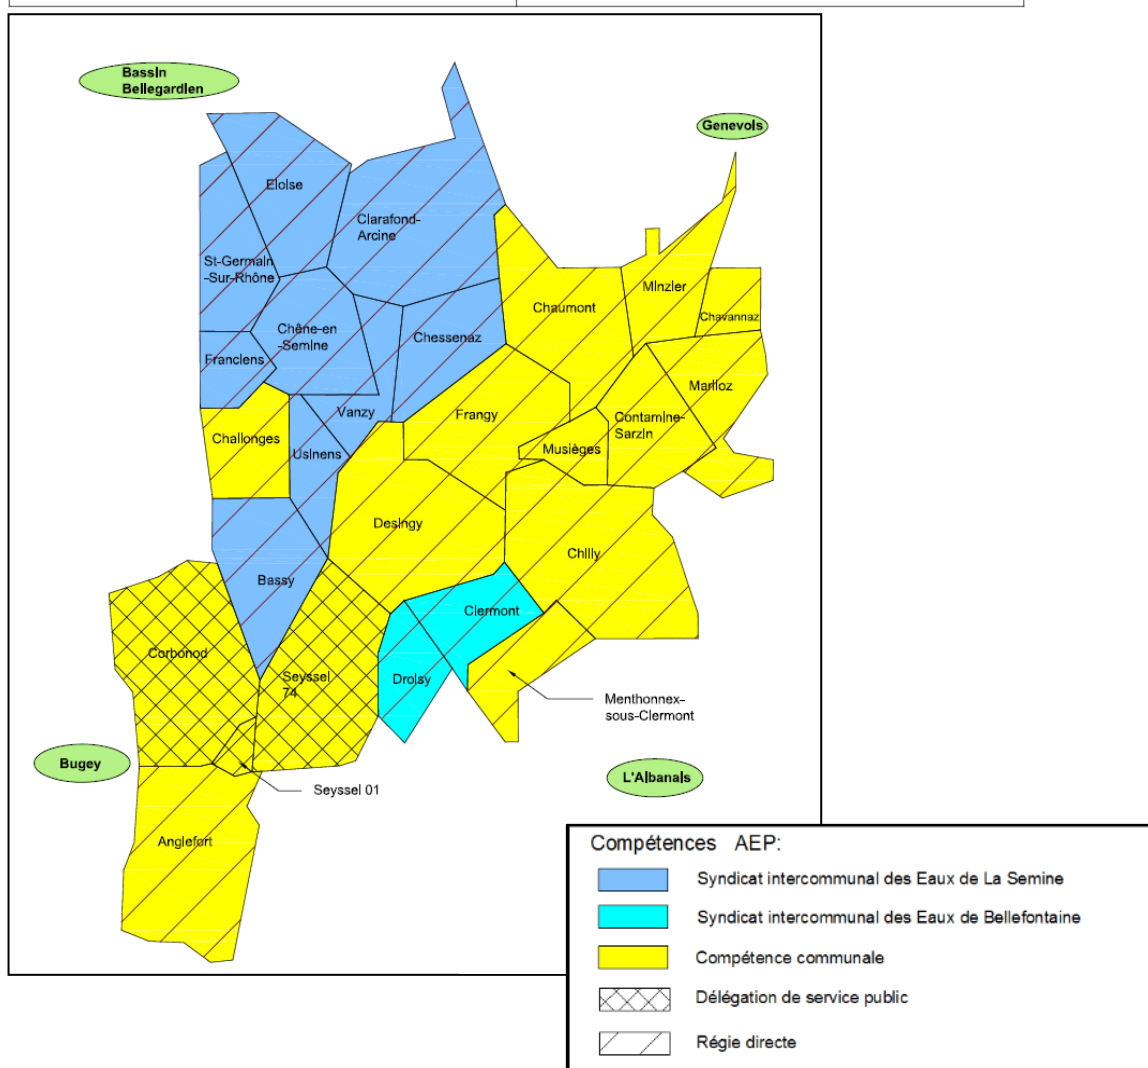 Bassin
Bellegardien
Genevois
Eloise
Clarafond-
Arcine
St-Germain
-Sur-Rhône
Minzier
Chaumont
Chavannaz
Chêne-en
-Semine
Chessenaz
Franclens
Marlioz
Vanzy
Frangy
Contamine-
Sarzin
Challonges
Musièges
Usinens
Desingy
Chilly
Bassy
Clermont
Corbonod
Seyssel
74
Droisy
Menthonnex-
sous-Clermont
Bugey
L'Albanais
Seyssel 01
Anglefort
Compétences AEP:
Syndicat intercommunal des Eaux de La Semine
Syndicat intercommunal des Eaux de Bellefontaine
Compétence communale
Délégation de service public
Régie directe